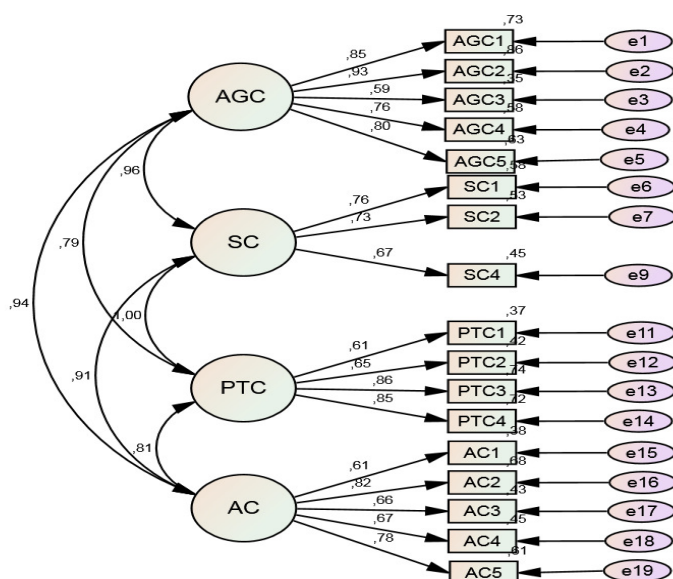 ,73
,85
AGC1
e1
,86
,93
AGC2
e2
AGC
,35
,59
AGC3
e3
,58
,76
AGC4
e4
,63
,80
AGC5
e5
,96
,58
,76
SC1
e6
,53
,73
SC2
e7
SC
,79
,67
,45
SC4
e9
,94
1,00
,37
,61
PTC1
e11
,42
,65
PTC2
e12
,91
PTC
,74
,86
PTC3
e13
,72
,85
PTC4
e14
,81
,38
,61
AC1
e15
,68
,82
AC2
e16
AC
,43
,66
AC3
e17
,45
,67
AC4
e18
,61
,78
AC5
e19